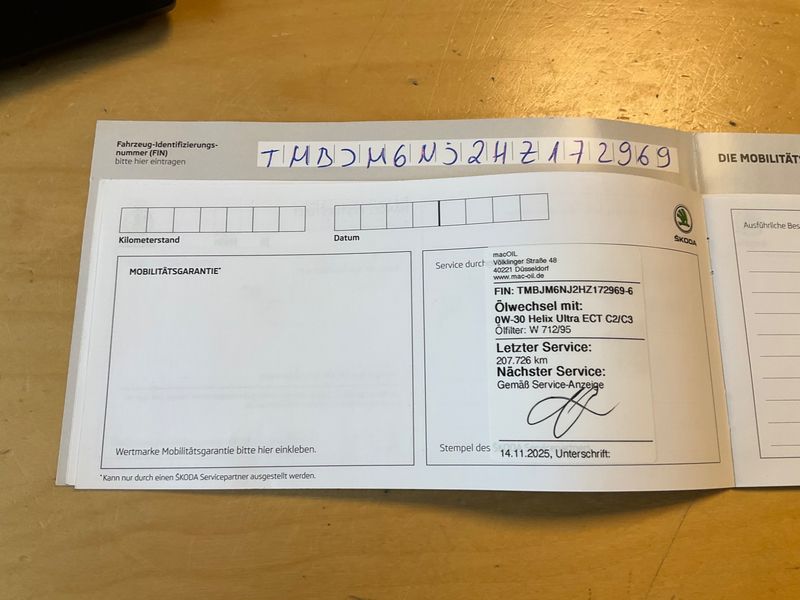 Fahrzeug-Identifizierungs-
nummer (FIN)
bitte hier eintragen
TMBJM6NJ2HZ172969
DIE MOBILITÄT
Kilometerstand
Datum
ŠKODA
MOBILITÄTSGARANTIE*
Wertmarke Mobilitätsgarantie bitte hier einkleben.
*Kann nur durch einen ŠKODA Servicepartner ausgestellt werden.
Service durch
macOIL
Völklinger Straße 48
40221 Düsseldorf
www.mac-oil.de
FIN: TMBJM6NJ2HZ172969-6
Ölwechsel mit:
0W-30 Helix Ultra ECT C2/C3
Ölfilter: W 712/95
Letzter Service:
207.726 km
Nächster Service:
Gemäß Service-Anzeige
Stempel des ŠKODA Servicepartners
14.11.2025, Unterschrift:
Ausführliche Bes